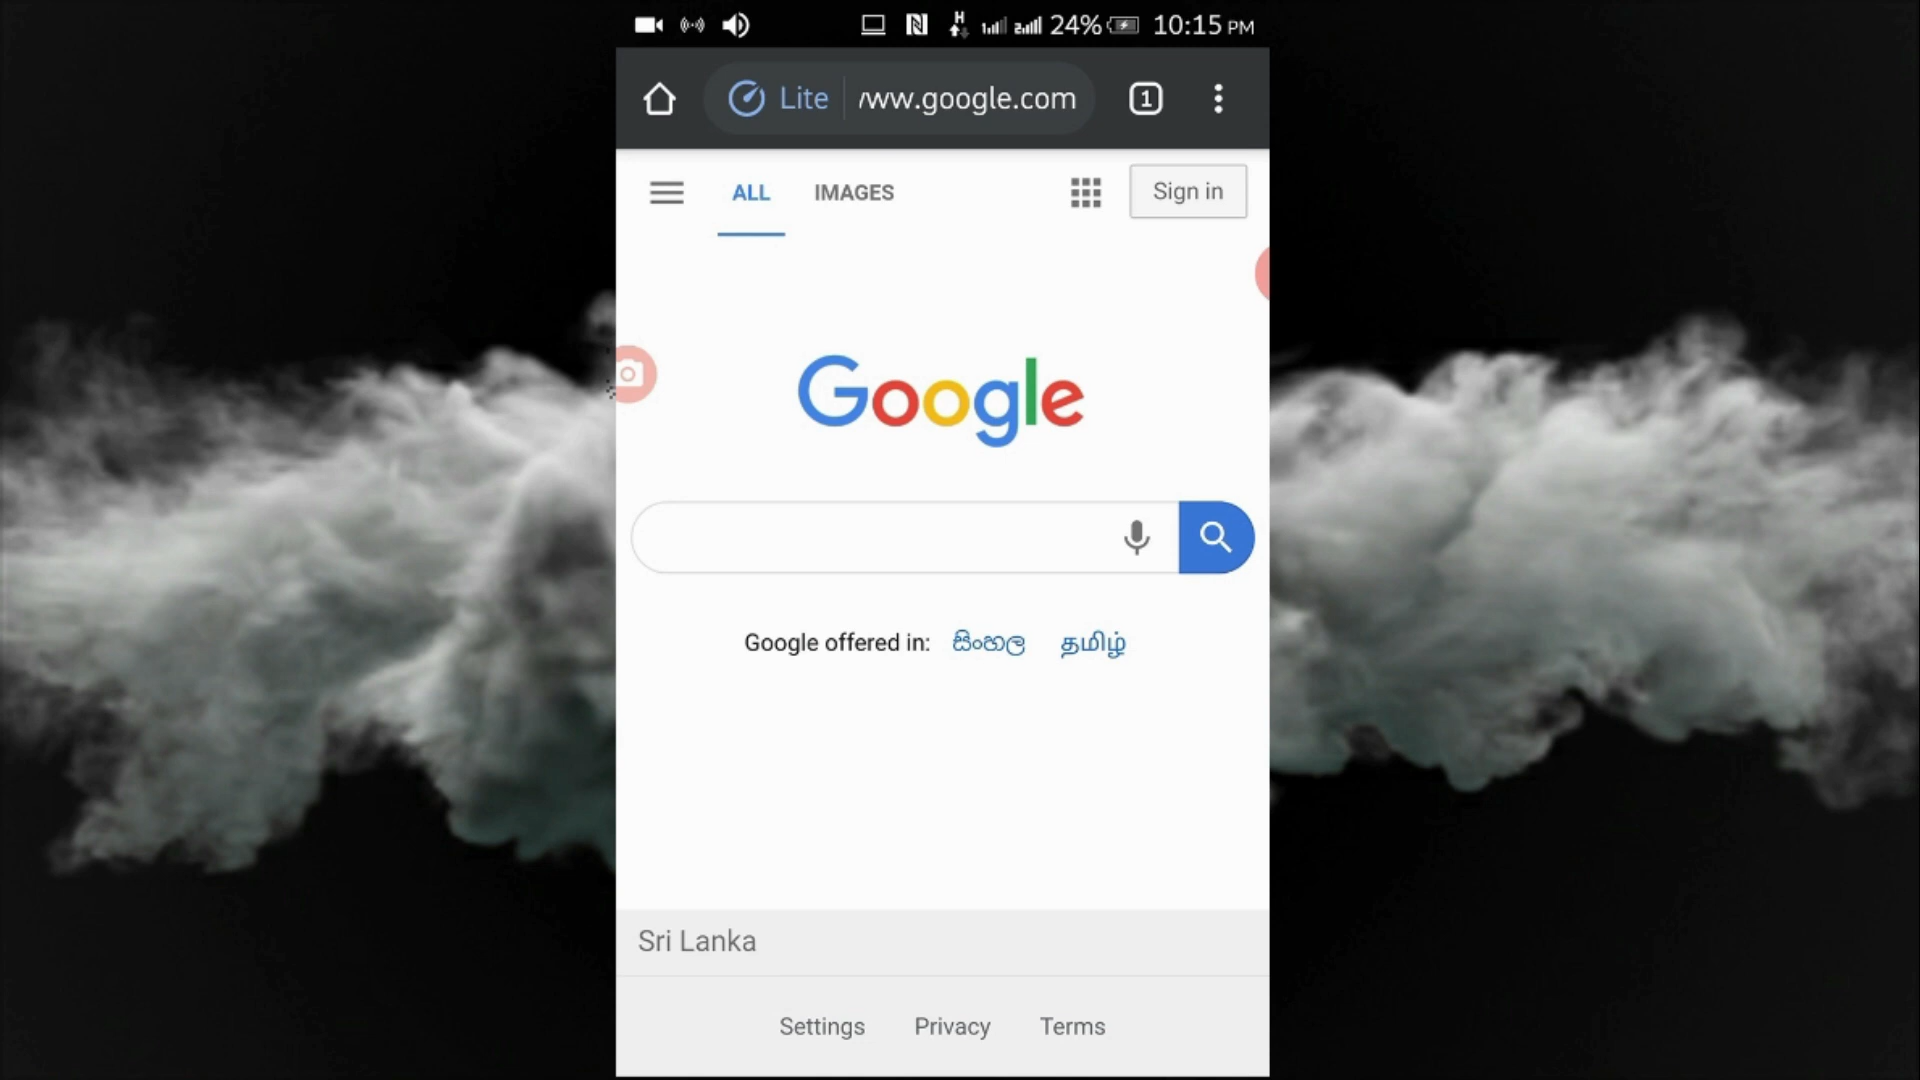 24% 10:15 PM
Lite www.google.com 1
ALL IMAGES Sign in
Google
Google offered in: සිංහල தமிழ்
Sri Lanka
Settings Privacy Terms